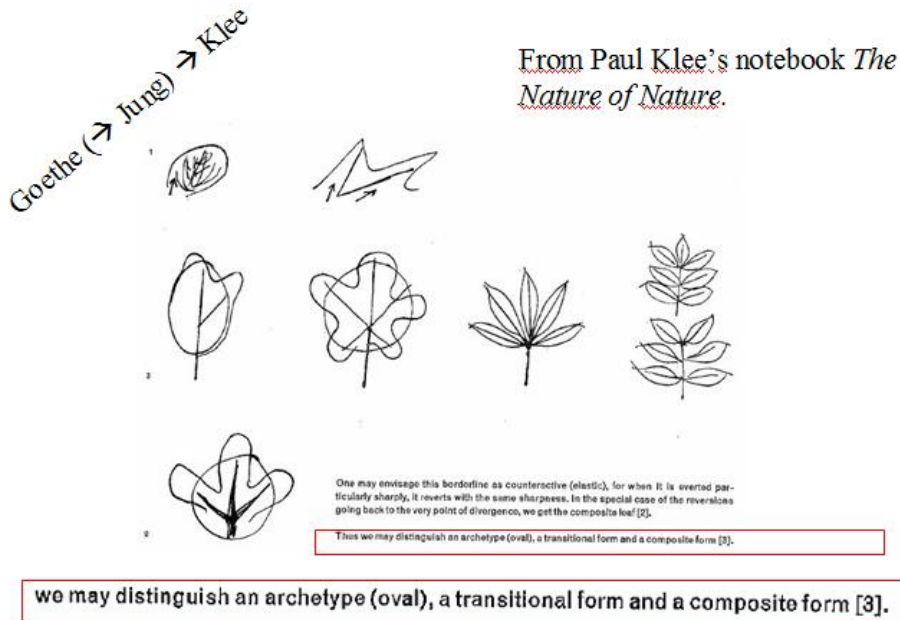 Goethe (→ Jung) → Klee
From Paul Klee's notebook The
Nature of Nature.
1
3
2
One may envisage this borderline as counteractive (elastic), for when it is everted par-
ticularly sharply, it reverts with the same sharpness. In the special case of the reversions
going back to the very point of divergence, we get the composite leaf [2].
Thus we may distinguish an archetype (oval), a transitional form and a composite form [3].
we may distinguish an archetype (oval), a transitional form and a composite form [3].